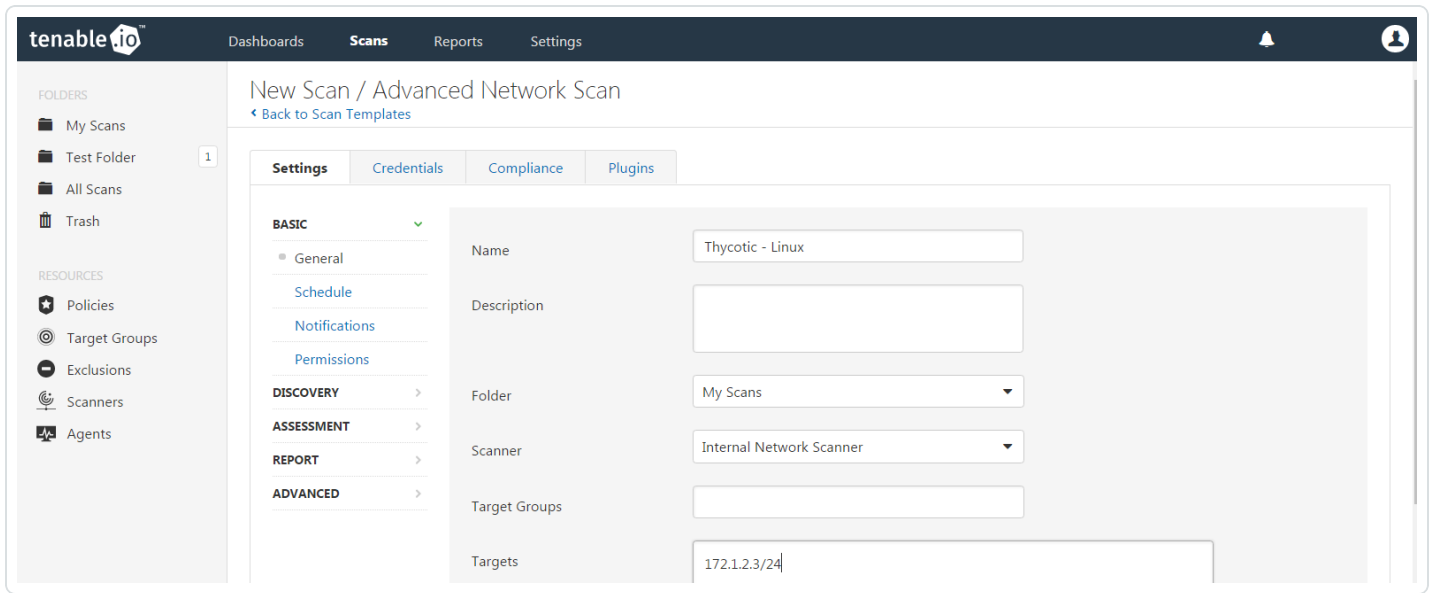 tenable.io™
Dashboards Scans Reports Settings
FOLDERS
My Scans
Test Folder 1
All Scans
Trash
RESOURCES
Policies
Target Groups
Exclusions
Scanners
Agents
New Scan / Advanced Network Scan
Back to Scan Templates
Settings Credentials Compliance Plugins
BASIC
General
Schedule
Notifications
Permissions
DISCOVERY
ASSESSMENT
REPORT
ADVANCED
Name Thycotic - Linux
Description
Folder My Scans
Scanner Internal Network Scanner
Target Groups
Targets 172.1.2.3/24